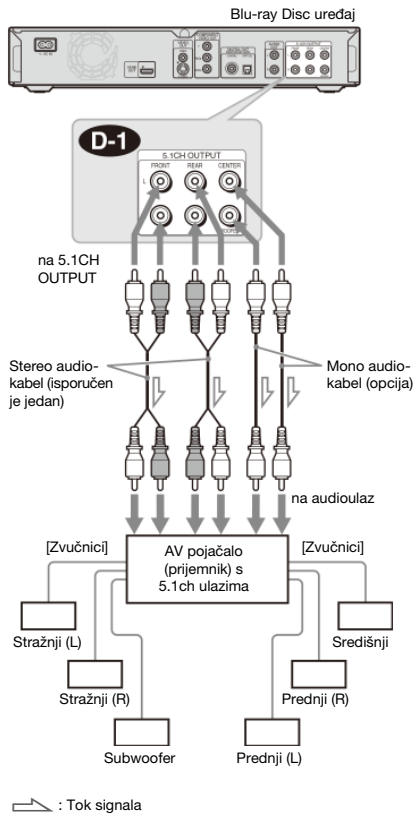 Blu-ray Disc uređaj
D-1
5.1CH OUTPUT
FRONT REAR CENTER
L
na 5.1CH
OUTPUT
Stereo audio-
kabel (isporučen
je jedan)
Mono audio-
kabel (opcija)
na audioulaz
[Zvučnici]
AV pojačalo
(prijemnik) s
5.1ch ulazima
[Zvučnici]
Stražnji (L)
Središnji
Stražnji (R)
Prednji (R)
Subwoofer
Prednji (L)
: Tok signala